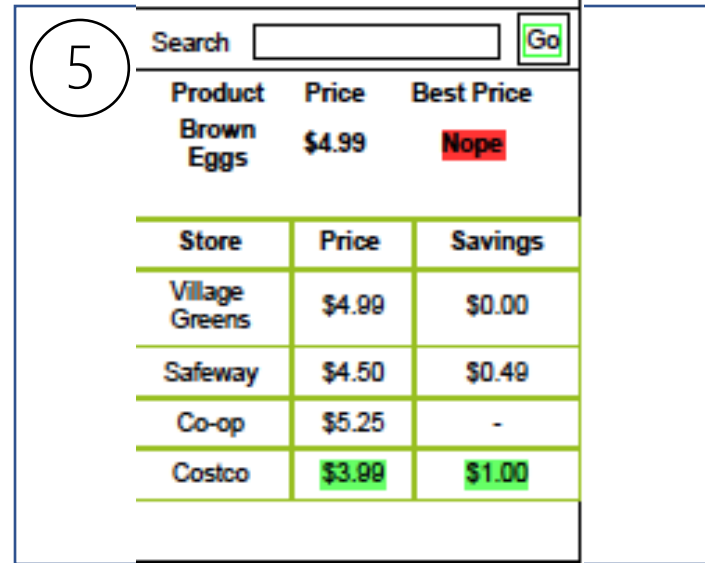 5
Search Go
Product Price Best Price
Brown
Eggs $4.99 Nope
Store Price Savings
Village
Greens $4.99 $0.00
Safeway $4.50 $0.49
Co-op $5.25 -
Costco $3.99 $1.00